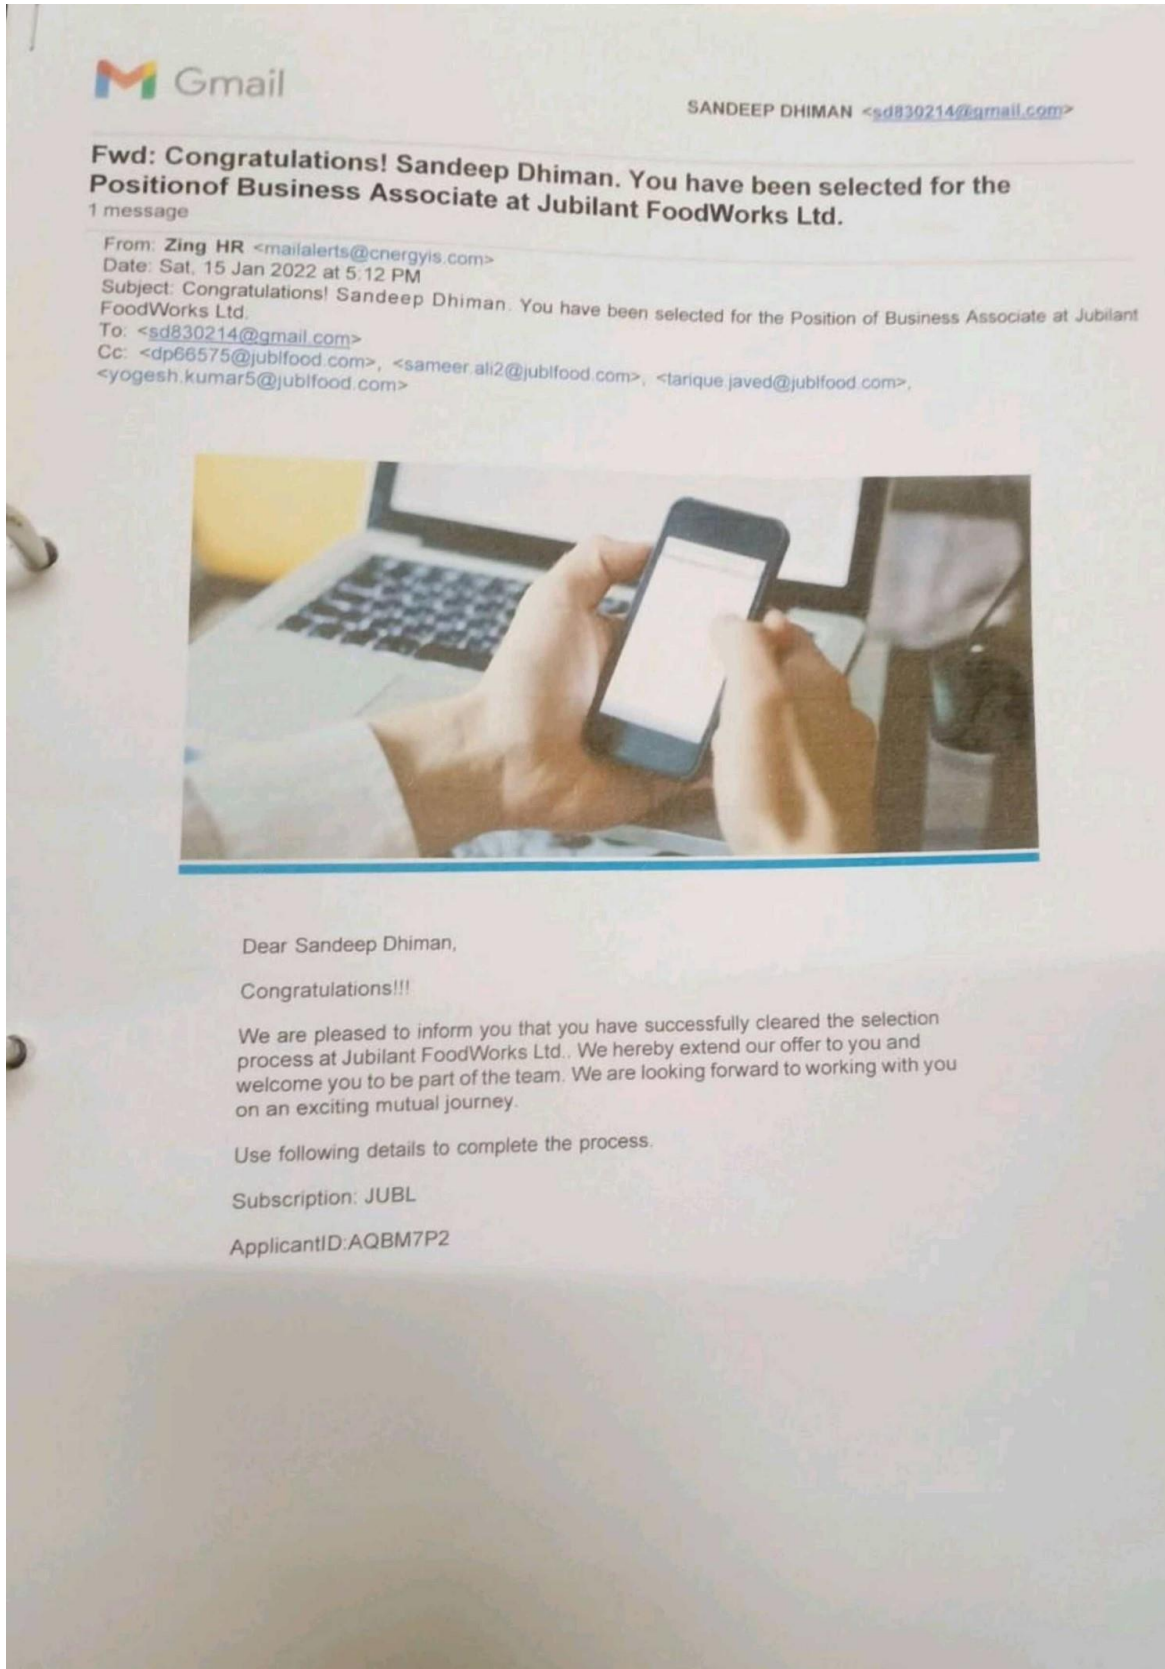 Gmail
SANDEEP DHIMAN <sd830214@gmail.com>
Fwd: Congratulations! Sandeep Dhiman. You have been selected for the
Positionof Business Associate at Jubilant FoodWorks Ltd.
1 message
From: Zing HR <mailalerts@cnergyis.com>
Date: Sat, 15 Jan 2022 at 5:12 PM
Subject: Congratulations! Sandeep Dhiman. You have been selected for the Position of Business Associate at Jubilant
FoodWorks Ltd.
To: <sd830214@gmail.com>
Cc: <dp66575@jublfood.com>, <sameer.ali2@jublfood.com>, <tarique.javed@jublfood.com>,
<yogesh.kumar5@jublfood.com>
Dear Sandeep Dhiman,
Congratulations!!!
We are pleased to inform you that you have successfully cleared the selection
process at Jubilant FoodWorks Ltd.. We hereby extend our offer to you and
welcome you to be part of the team. We are looking forward to working with you
on an exciting mutual journey.
Use following details to complete the process.
Subscription: JUBL
ApplicantID:AQBM7P2